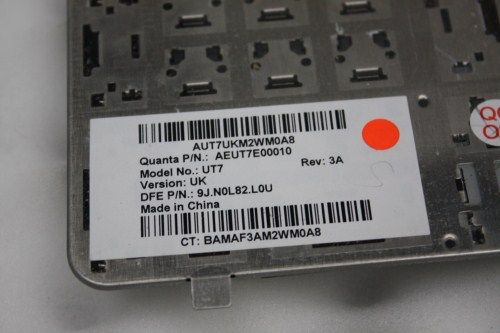 AUT7UKM2WM0A8
Quanta P/N.: AEUT7E00010
Model No.: UT7 Rev: 3A
Version: UK
DFE P/N.: 9J.N0L82.L0U
Made in China
CT: BAMAF3AM2WM0A8